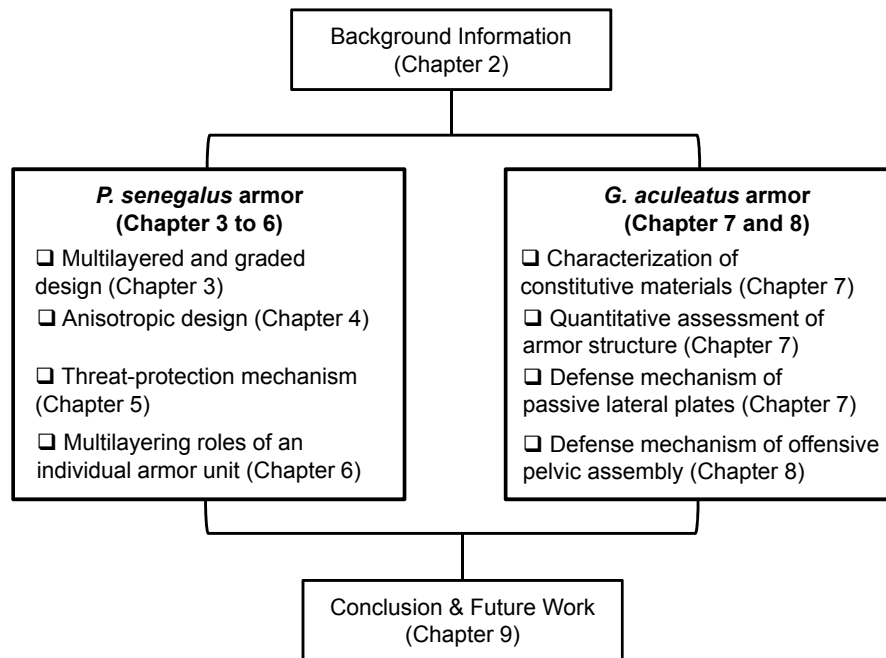 Background Information
(Chapter 2)
P. senegalus armor
(Chapter 3 to 6)
❑ Multilayered and graded
design (Chapter 3)
❑ Anisotropic design (Chapter 4)
❑ Threat-protection mechanism
(Chapter 5)
❑ Multilayering roles of an
individual armor unit (Chapter 6)
G. aculeatus armor
(Chapter 7 and 8)
❑ Characterization of
constitutive materials (Chapter 7)
❑ Quantitative assessment of
armor structure (Chapter 7)
❑ Defense mechanism of
passive lateral plates (Chapter 7)
❑ Defense mechanism of offensive
pelvic assembly (Chapter 8)
Conclusion & Future Work
(Chapter 9)